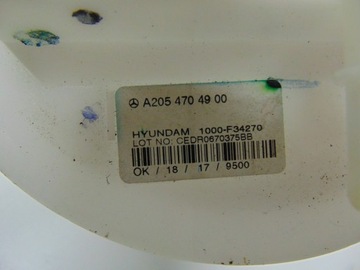 A205 470 49 00
HYUNDAM 1000-F34270
LOT NO: CEDR0670375BB
OK / 18 / 17 / 9500